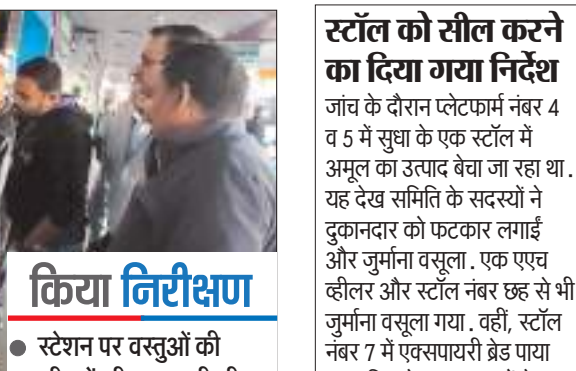 किया निरीक्षण
● स्टेशन पर वस्तुओं की
स्टॉल को सील करने
का दिया गया निर्देश
जांच के दौरान प्लेटफार्म नंबर 4
व 5 में सुधा के एक स्टॉल में
अमूल का उत्पाद बेचा जा रहा था.
यह देख समिति के सदस्यों ने
दुकानदार को फटकार लगाई
और जुर्माना वसूला. एक एएच
व्हीलर और स्टॉल नंबर छह से भी
जुर्माना वसूला गया. वहीं, स्टॉल
नंबर 7 में एक्सपायरी ब्रेड पाया